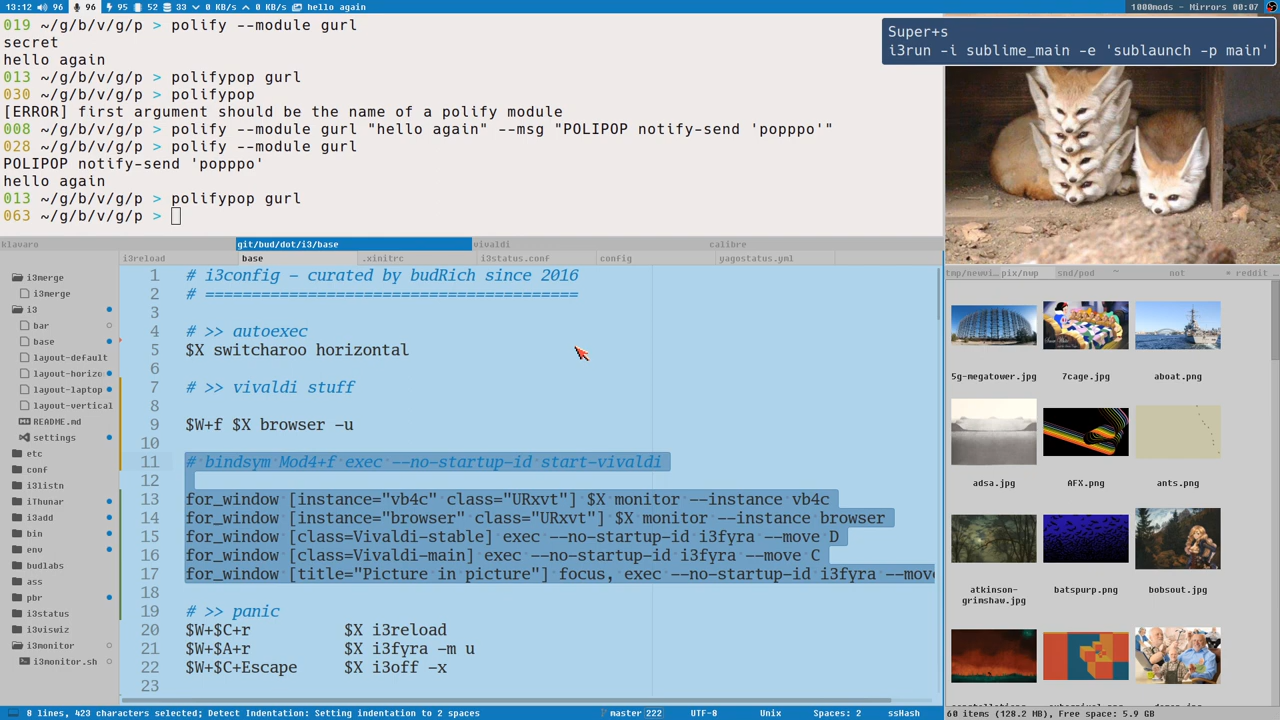 13:12 96 96 95 52 33 0 KB/s 0 KB/s hello again
1000mods - Mirrors 00:07
Super+s
i3run -i sublime_main -e 'sublaunch -p main'
019 ~/g/b/v/g/p > polify --module gurl
secret
hello again
013 ~/g/b/v/g/p > polifypop gurl
030 ~/g/b/v/g/p > polifypop
[ERROR] first argument should be the name of a polify module
008 ~/g/b/v/g/p > polify --module gurl "hello again" --msg "POLIPOP notify-send 'popppo'"
028 ~/g/b/v/g/p > polify --module gurl
POLIPOP notify-send 'popppo'
hello again
013 ~/g/b/v/g/p > polifypop gurl
063 ~/g/b/v/g/p >
klavaro git/bud/dot/i3/base vivaldi calibre
i3reload base .xinitrc i3status.conf config yagostatus.yml
i3merge
i3merge
i3
bar
base
layout-default
layout-horizo
layout-laptop
layout-vertical
README.md
settings
etc
conf
i3listn
iThunar
i3add
bin
env
budlabs
ass
pbr
i3status
i3viswiz
i3monitor
i3monitor.sh
1 # i3config - curated by budRich since 2016
2 # ========================================
3
4 # >> autoexec
5 $X switcharoo horizontal
6
7 # >> vivaldi stuff
8
9 $W+f $X browser -u
10
11 # bindsym Mod4+f exec --no-startup-id start-vivaldi
12
13 for_window [instance="vb4c" class="URxvt"] $X monitor --instance vb4c
14 for_window [instance="browser" class="URxvt"] $X monitor --instance browser
15 for_window [class=Vivaldi-stable] exec --no-startup-id i3fyra --move D
16 for_window [class=Vivaldi-main] exec --no-startup-id i3fyra --move C
17 for_window [title="Picture in picture"] focus, exec --no-startup-id i3fyra --move
18
19 # >> panic
20 $W+$C+r $X i3reload
21 $W+$A+r $X i3fyra -m u
22 $W+$C+Escape $X i3off -x
23
8 lines, 423 characters selected; Detect Indentation: Setting indentation to 2 spaces master 222 UTF-8 Unix Spaces: 2 ssHash
tmp/newwi. pix/nwp snd/pod ~ not * reddit
5g-megatower.jpg 7cage.jpg aboat.png
adsa.jpg AFX.png ants.png
atkinson-grimshaw.jpg batspurp.png bobsout.jpg
60 items (128.2 MB), Free space: 5.9 GB